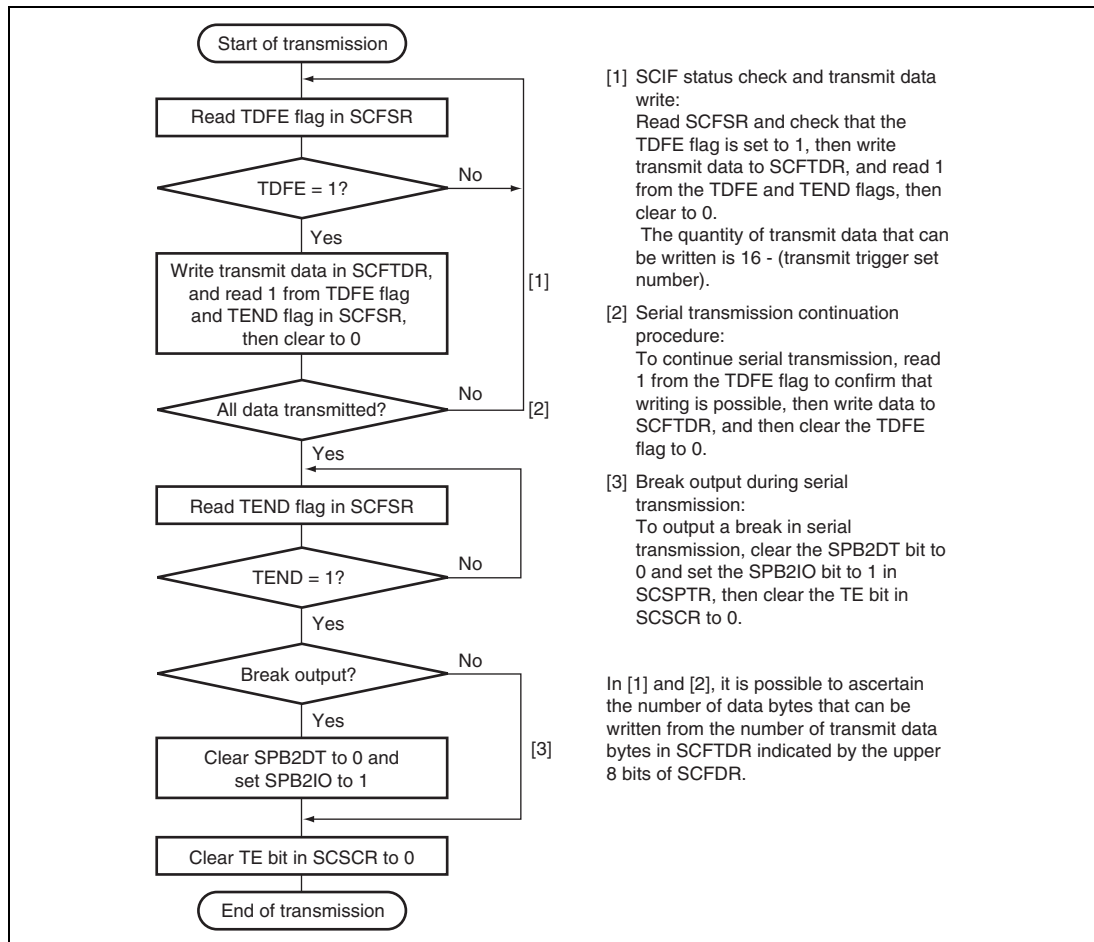 Start of transmission
Read TDFE flag in SCFSR
TDFE = 1?
No
Yes
Write transmit data in SCFTDR,
and read 1 from TDFE flag
and TEND flag in SCFSR,
then clear to 0
[1]
All data transmitted?
No
[2]
Yes
Read TEND flag in SCFSR
TEND = 1?
No
Yes
Break output?
No
Yes
Clear SPB2DT to 0 and
set SPB2IO to 1
[3]
Clear TE bit in SCSCR to 0
End of transmission
[1] SCIF status check and transmit data
write:
Read SCFSR and check that the
TDFE flag is set to 1, then write
transmit data to SCFTDR, and read 1
from the TDFE and TEND flags, then
clear to 0.
The quantity of transmit data that can
be written is 16 - (transmit trigger set
number).
[2] Serial transmission continuation
procedure:
To continue serial transmission, read
1 from the TDFE flag to confirm that
writing is possible, then write data to
SCFTDR, and then clear the TDFE
flag to 0.
[3] Break output during serial
transmission:
To output a break in serial
transmission, clear the SPB2DT bit to
0 and set the SPB2IO bit to 1 in
SCSPTR, then clear the TE bit in
SCSCR to 0.
In [1] and [2], it is possible to ascertain
the number of data bytes that can be
written from the number of transmit data
bytes in SCFTDR indicated by the upper
8 bits of SCFDR.